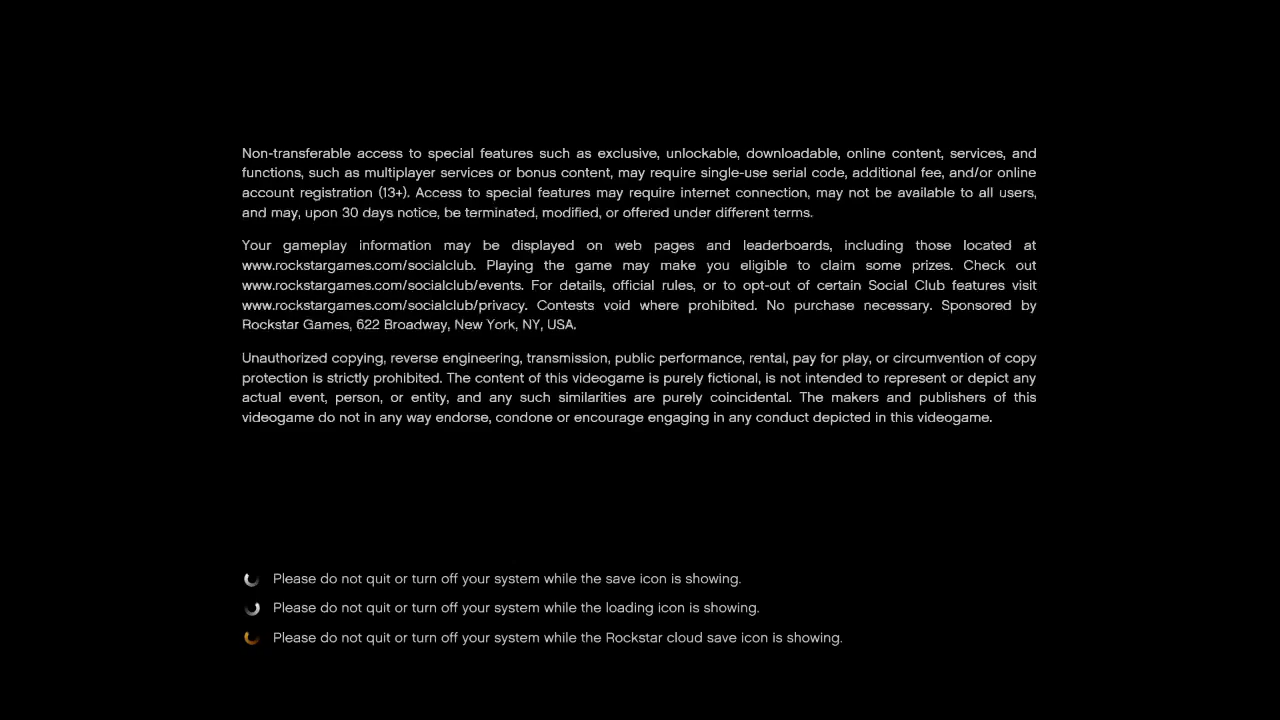 Non-transferable access to special features such as exclusive, unlockable, downloadable, online content, services, and
functions, such as multiplayer services or bonus content, may require single-use serial code, additional fee, and/or online
account registration (13+). Access to special features may require internet connection, may not be available to all users,
and may, upon 30 days notice, be terminated, modified, or offered under different terms.
Your gameplay information may be displayed on web pages and leaderboards, including those located at
www.rockstargames.com/socialclub. Playing the game may make you eligible to claim some prizes. Check out
www.rockstargames.com/socialclub/events. For details, official rules, or to opt-out of certain Social Club features visit
www.rockstargames.com/socialclub/privacy. Contests void where prohibited. No purchase necessary. Sponsored by
Rockstar Games, 622 Broadway, New York, NY, USA.
Unauthorized copying, reverse engineering, transmission, public performance, rental, pay for play, or circumvention of copy
protection is strictly prohibited. The content of this videogame is purely fictional, is not intended to represent or depict any
actual event, person, or entity, and any such similarities are purely coincidental. The makers and publishers of this
videogame do not in any way endorse, condone or encourage engaging in any conduct depicted in this videogame.
Please do not quit or turn off your system while the save icon is showing.
Please do not quit or turn off your system while the loading icon is showing.
Please do not quit or turn off your system while the Rockstar cloud save icon is showing.